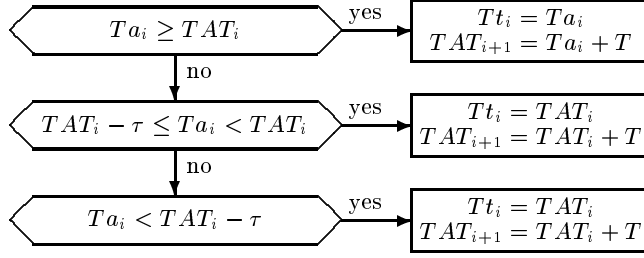 Ta_i ≥ TAT_i
yes
Tt_i = Ta_i
TAT_{i+1} = Ta_i + T
no
TAT_i − τ ≤ Ta_i < TAT_i
yes
Tt_i = TAT_i
TAT_{i+1} = TAT_i + T
no
Ta_i < TAT_i − τ
yes
Tt_i = TAT_i
TAT_{i+1} = TAT_i + T